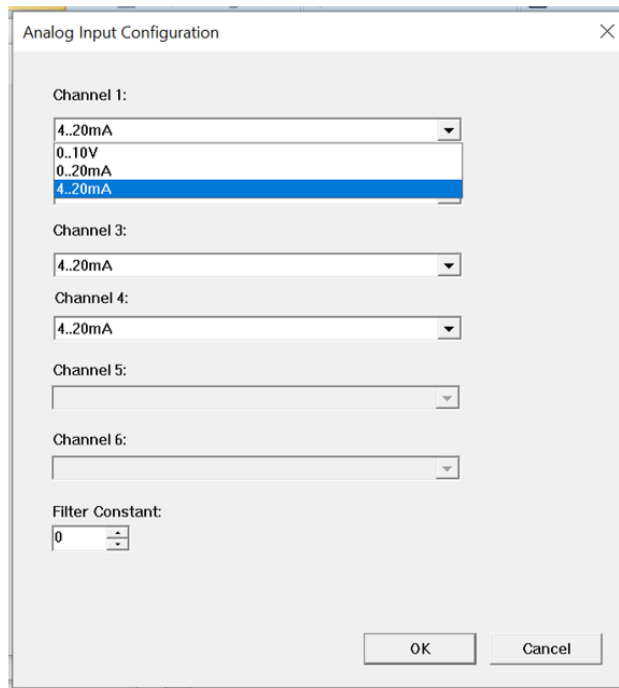 Analog Input Configuration
Channel 1:
4..20mA
0..10V
0..20mA
4..20mA
Channel 3:
4..20mA
Channel 4:
4..20mA
Channel 5:
Channel 6:
Filter Constant:
0
OK
Cancel